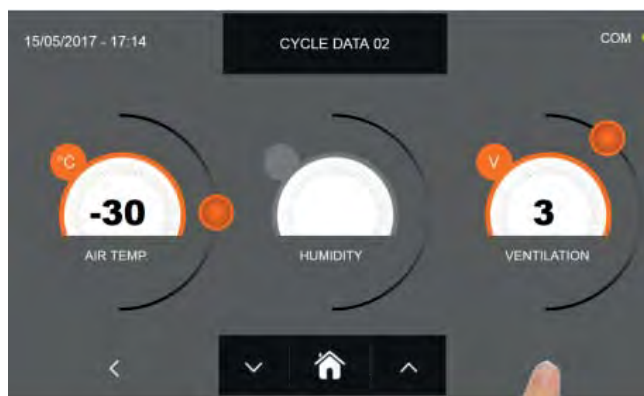 15/05/2017 - 17:14
CYCLE DATA 02
COM
°C
-30
AIR TEMP.
HUMIDITY
V
3
VENTILATION